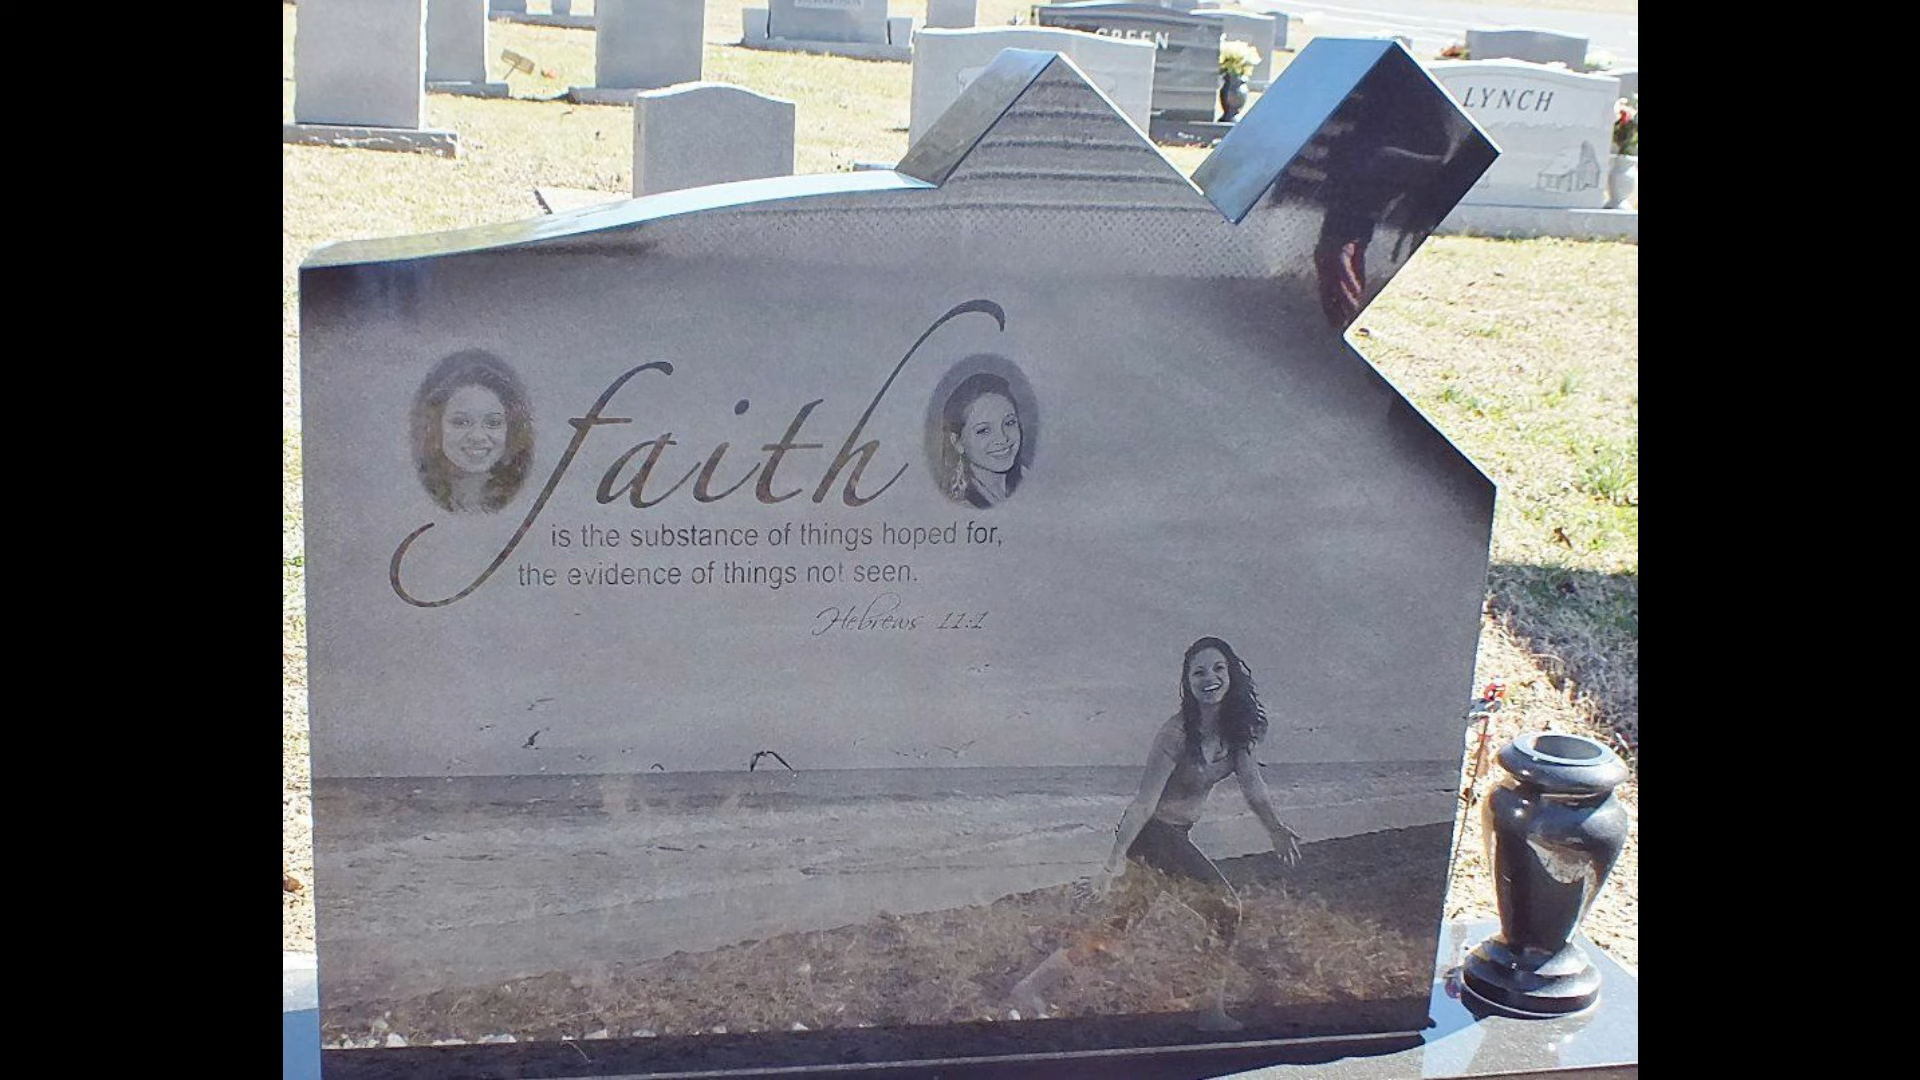 GREEN
LYNCH
faith
is the substance of things hoped for,
the evidence of things not seen.
Hebrews 11:1